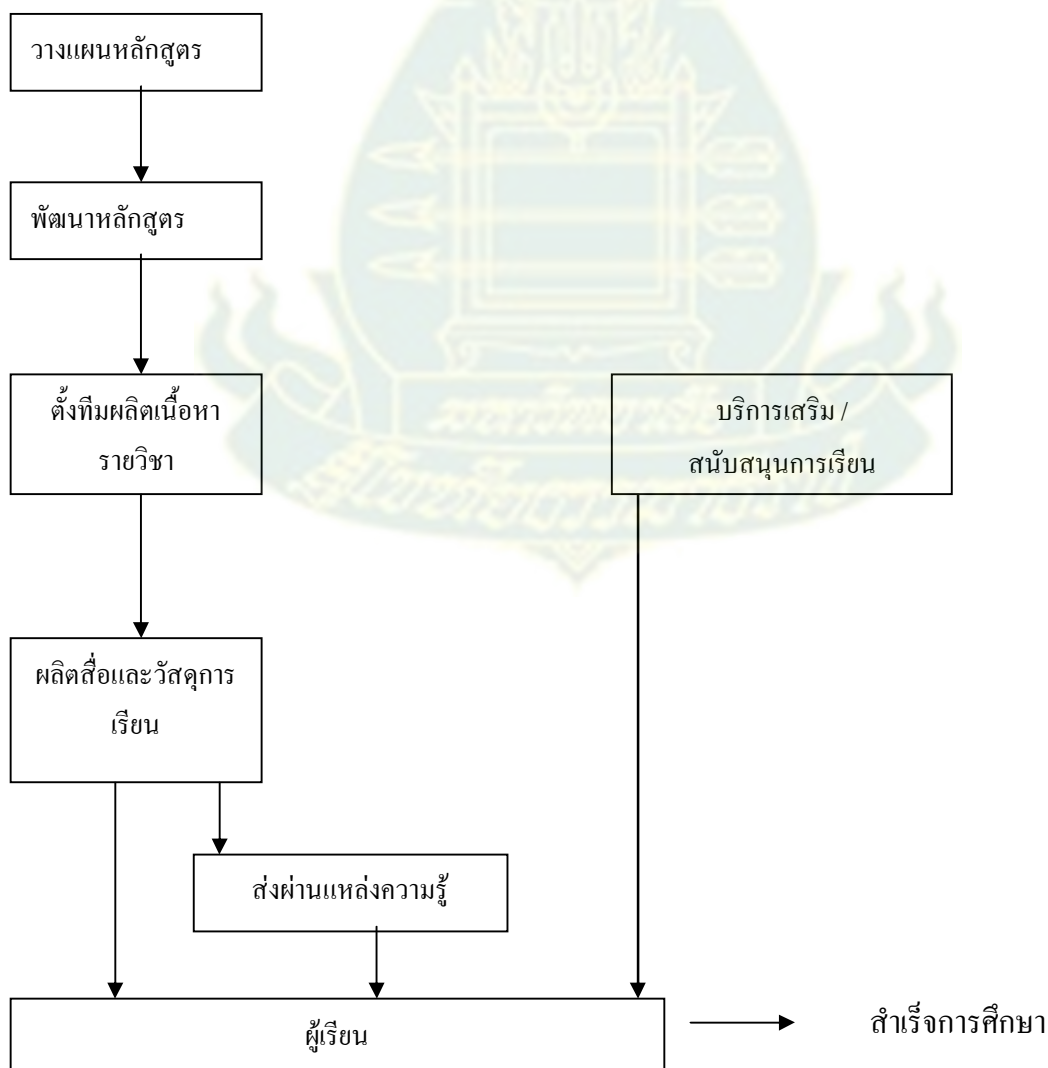 วางแผนหลักสูตร
พัฒนาหลักสูตร
ตั้งทีมผลิตเนื้อหา
รายวิชา
บริการเสริม /
สนับสนุนการเรียน
ผลิตสื่อและวัสดุการ
เรียน
ส่งผ่านแหล่งความรู้
ผู้เรียน
สำเร็จการศึกษา